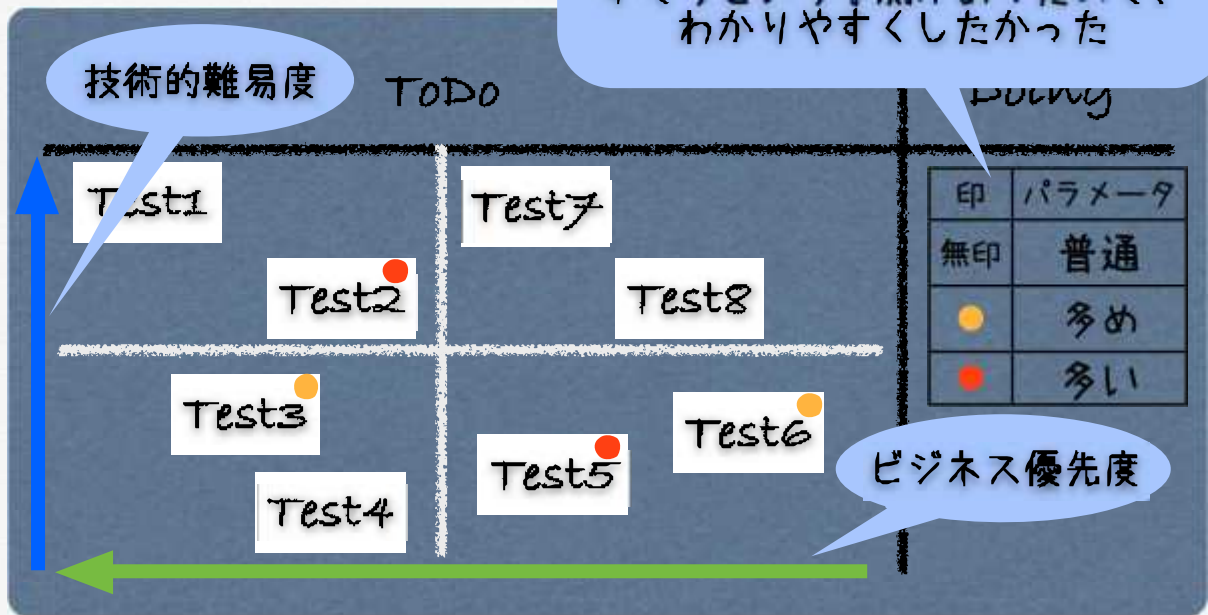 わかりやすくしたかった
技術的難易度
ToDo
Doing
Test1
Test7
Test2
Test8
Test3
Test6
Test5
Test4
印 パラメータ
無印 普通
多め
多い
ビジネス優先度